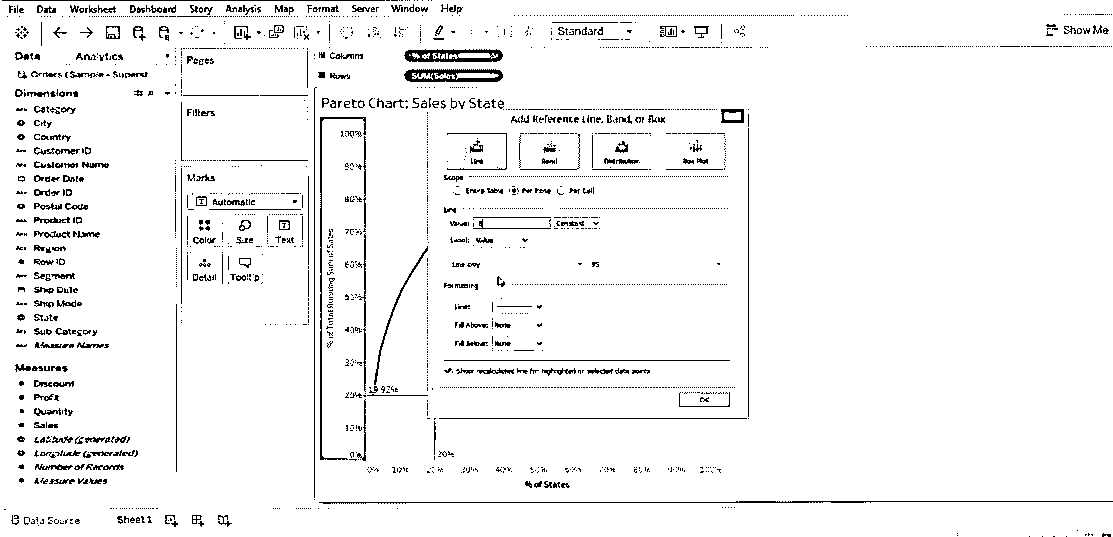 File Data Worksheet Dashboard Story Analysis Map Format Server Window Help
Standard
Show Me
Data Analytics
Orders (Sample - Superst
Dimensions
Category
City
Country
Customer ID
Customer Name
Order Date
Order ID
Postal Code
Product ID
Product Name
Region
Row ID
Segment
Ship Date
Ship Mode
State
Sub Category
Measure Names
Measures
Discount
Profit
Quantity
Sales
Latitude (generated)
Longitude (generated)
Number of Records
Measure Values
Pages
Filters
Marks
Automatic
Color Size Text
Detail Tooltip
Columns % of States
Rows SUM(Sales)
Pareto Chart: Sales by State
100%
90%
80%
70%
60%
50%
40%
30%
20%
10%
0%
% of Total Running Sum of Sales
20%
0% 10% 20% 30% 40% 50% 60% 70% 80% 90% 100%
% of States
Add Reference Line, Band, or Box
Line Band Distribution Box Plot
Scope
Entire Table Per Pane Per Cell
Line
Value: Constant
Label: Value
Line only 95
Formatting
Line:
Fill Above: None
Fill Below: None
Show recalculated line for highlighted or selected data points
OK
Data Source Sheet1